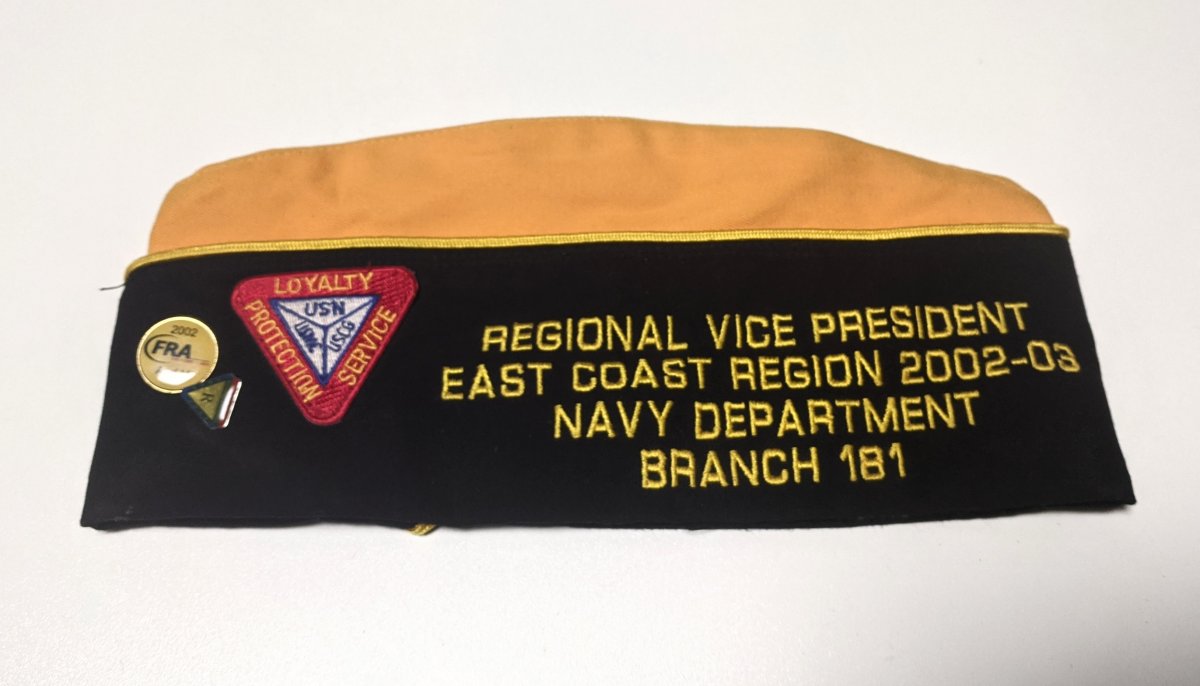 LOYALTY
PROTECTION
SERVICE
USN
USMC
USCG
2002
FRA
R
REGIONAL VICE PRESIDENT
EAST COAST REGION 2002-03
NAVY DEPARTMENT
BRANCH 181